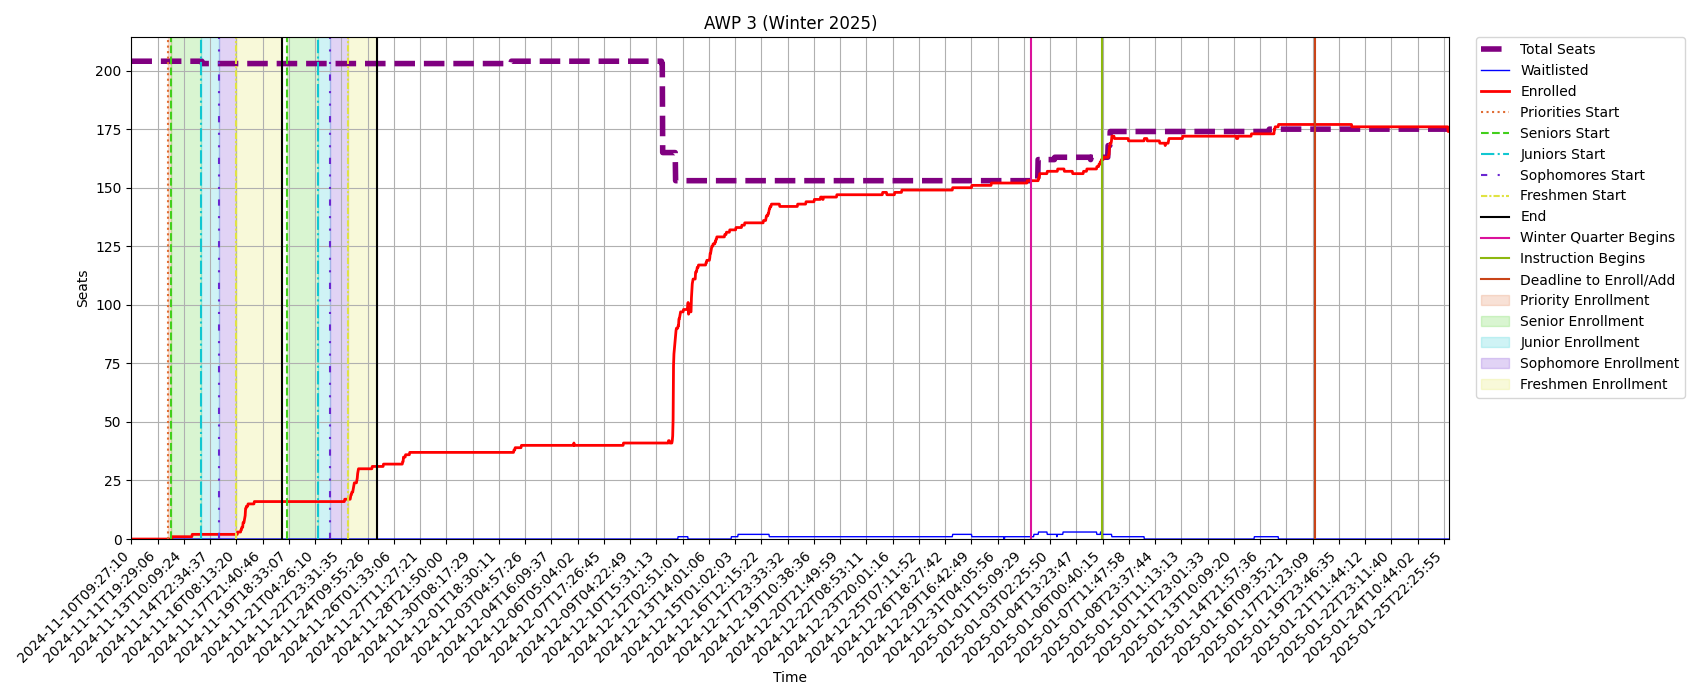 AWP 3 (Winter 2025)
Seats
200
175
150
125
100
75
50
25
0
2024-11-10T09:27:10
2024-11-11T19:29:06
2024-11-13T10:09:24
2024-11-14T22:34:37
2024-11-16T08:13:20
2024-11-17T21:40:46
2024-11-19T18:33:07
2024-11-21T04:26:10
2024-11-22T23:31:35
2024-11-24T09:55:26
2024-11-26T01:33:06
2024-11-27T11:27:21
2024-11-28T21:50:00
2024-11-30T08:17:29
2024-12-01T18:30:11
2024-12-03T04:57:26
2024-12-04T16:09:37
2024-12-06T05:04:02
2024-12-07T17:26:45
2024-12-09T04:22:49
2024-12-10T15:31:13
2024-12-12T02:51:01
2024-12-13T14:01:06
2024-12-15T01:02:03
2024-12-16T12:15:22
2024-12-17T23:33:32
2024-12-19T10:38:36
2024-12-20T21:49:59
2024-12-22T08:53:11
2024-12-23T20:01:16
2024-12-25T07:11:52
2024-12-26T18:27:42
2024-12-29T16:42:49
2024-12-31T04:05:56
2025-01-01T15:09:29
2025-01-03T02:25:50
2025-01-04T13:23:47
2025-01-06T00:40:15
2025-01-07T11:47:58
2025-01-08T23:37:44
2025-01-10T11:13:13
2025-01-11T23:01:33
2025-01-13T10:09:20
2025-01-14T21:57:36
2025-01-16T09:35:21
2025-01-17T21:23:09
2025-01-19T23:46:35
2025-01-21T11:44:12
2025-01-22T23:11:40
2025-01-24T10:44:02
2025-01-25T22:25:55
Time
Total Seats
Waitlisted
Enrolled
Priorities Start
Seniors Start
Juniors Start
Sophomores Start
Freshmen Start
End
Winter Quarter Begins
Instruction Begins
Deadline to Enroll/Add
Priority Enrollment
Senior Enrollment
Junior Enrollment
Sophomore Enrollment
Freshmen Enrollment